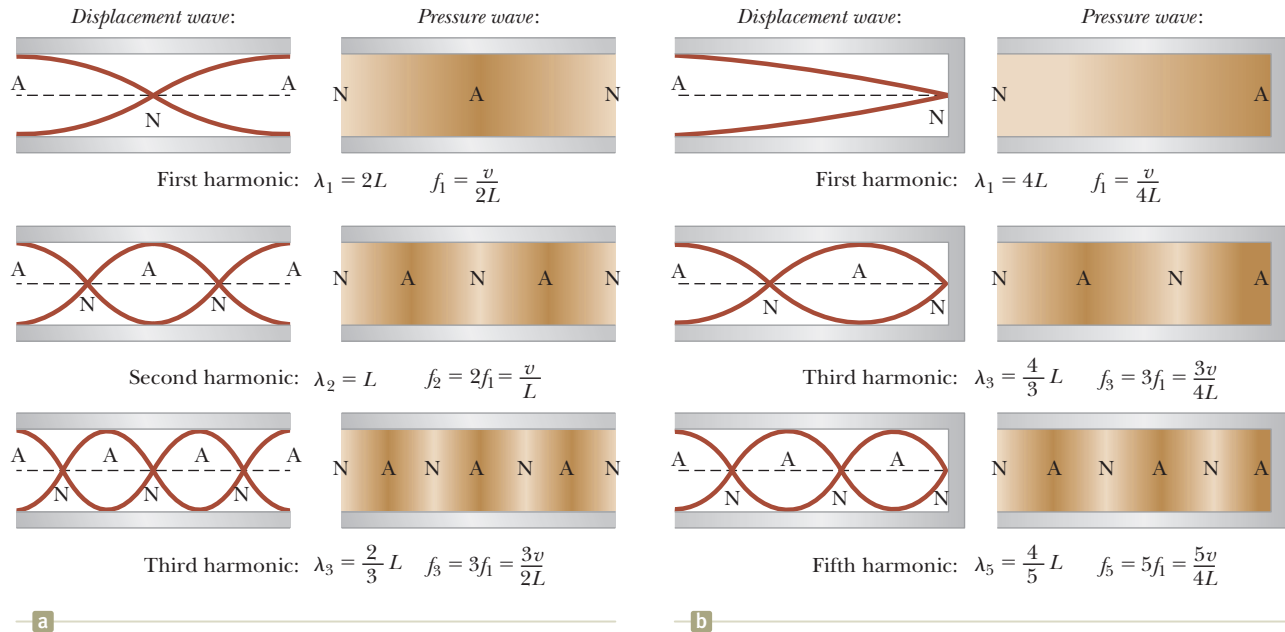 Displacement wave:
Pressure wave:
A
N
A
N
A
N
First harmonic: λ₁ = 2L f₁ = v/2L
A
N
A
N
A
N
A
N
A
N
Second harmonic: λ₂ = L f₂ = 2f₁ = v/L
A
N
A
N
A
N
A
N
A
N
A
N
A
N
Third harmonic: λ₃ = 2/3 L f₃ = 3f₁ = 3v/2L
a
Displacement wave:
Pressure wave:
A
N
N
A
First harmonic: λ₁ = 4L f₁ = v/4L
A
N
A
N
N
A
N
A
Third harmonic: λ₃ = 4/3 L f₃ = 3f₁ = 3v/4L
A
N
A
N
A
N
N
A
N
A
N
A
Fifth harmonic: λ₅ = 4/5 L f₅ = 5f₁ = 5v/4L
b